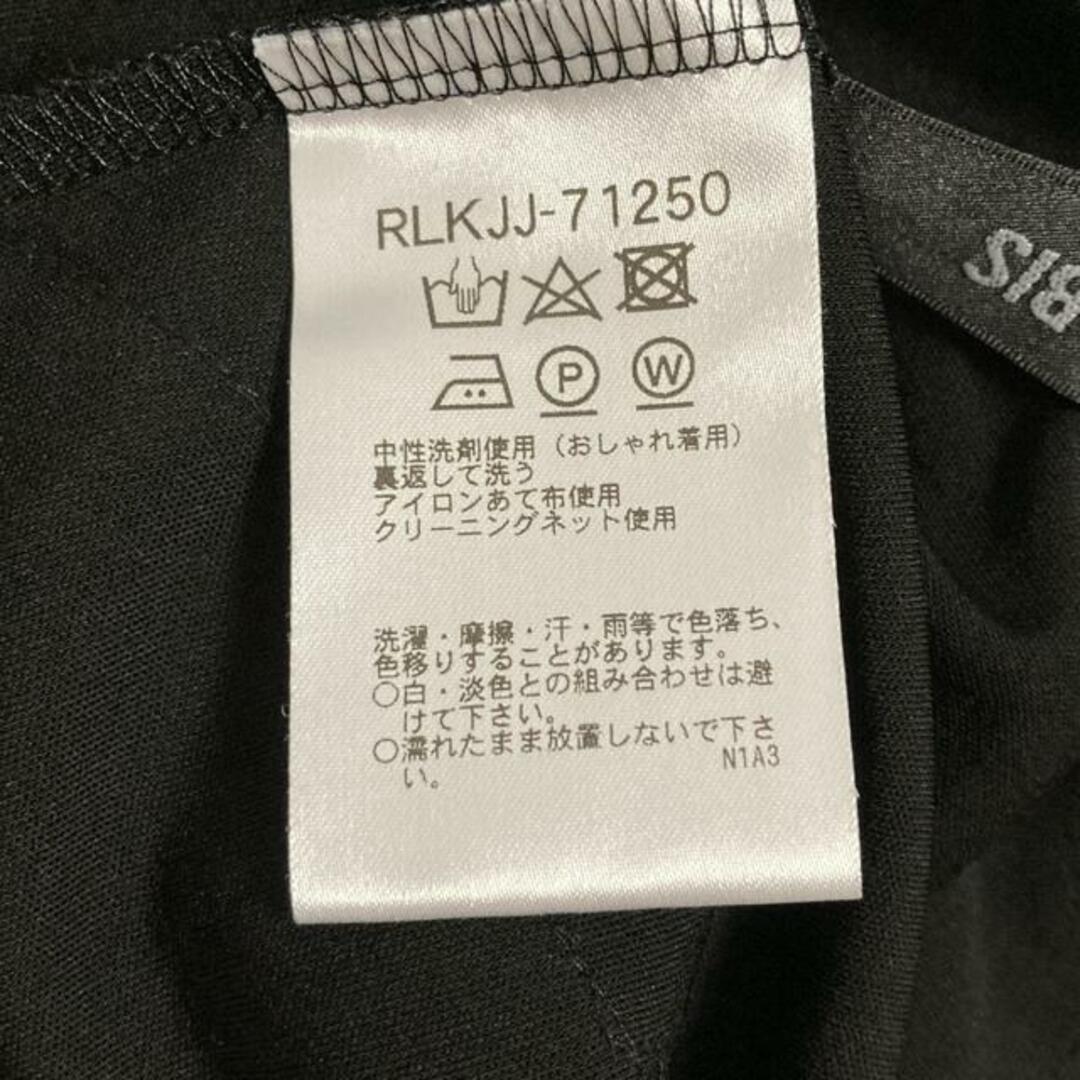 RLKJJ-71250
P
W
中性洗剤使用（おしゃれ着用）
裏返して洗う
アイロンあて布使用
クリーニングネット使用
洗濯・摩擦・汗・雨等で色落ち、
色移りすることがあります。
○白・淡色との組み合わせは避
けて下さい。
○濡れたまま放置しないで下さ
い。
N1A3
BIS